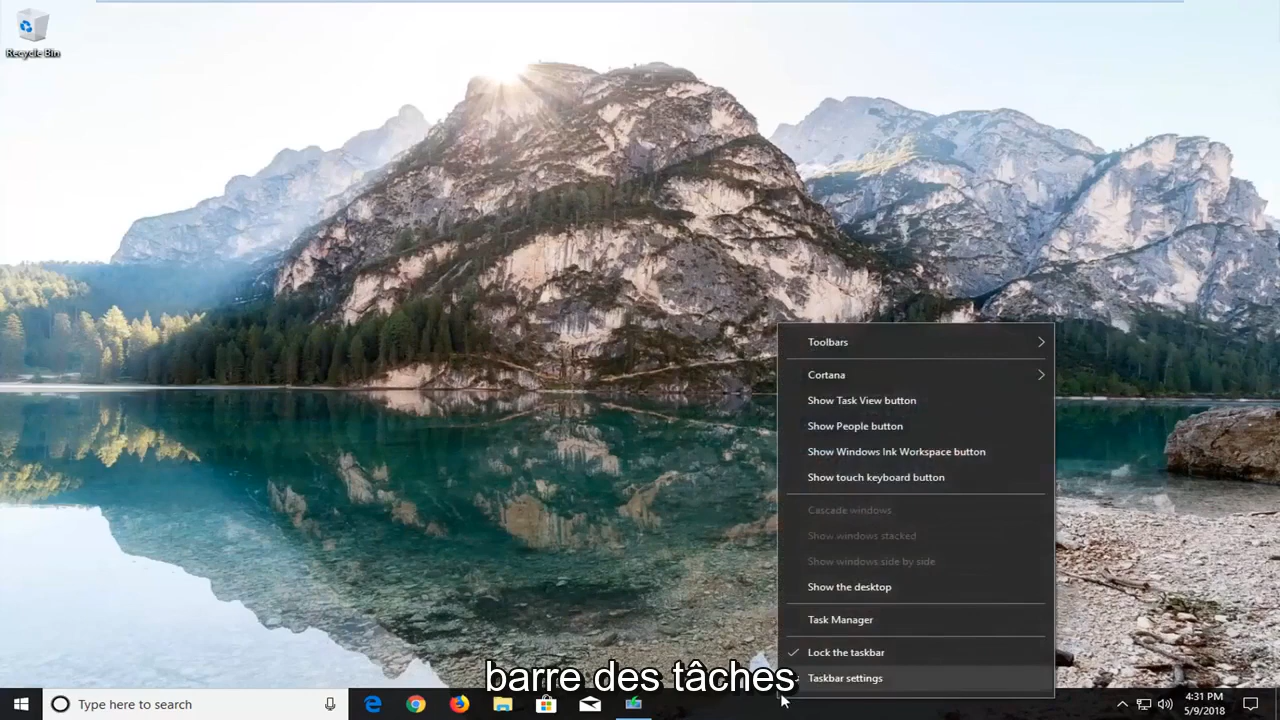 Recycle Bin
Toolbars
Cortana
Show Task View button
Show People button
Show Windows Ink Workspace button
Show touch keyboard button
Cascade windows
Show windows stacked
Show windows side by side
Show the desktop
Task Manager
Lock the taskbar
Taskbar settings
barre des tâches
Type here to search
4:31 PM
5/9/2018